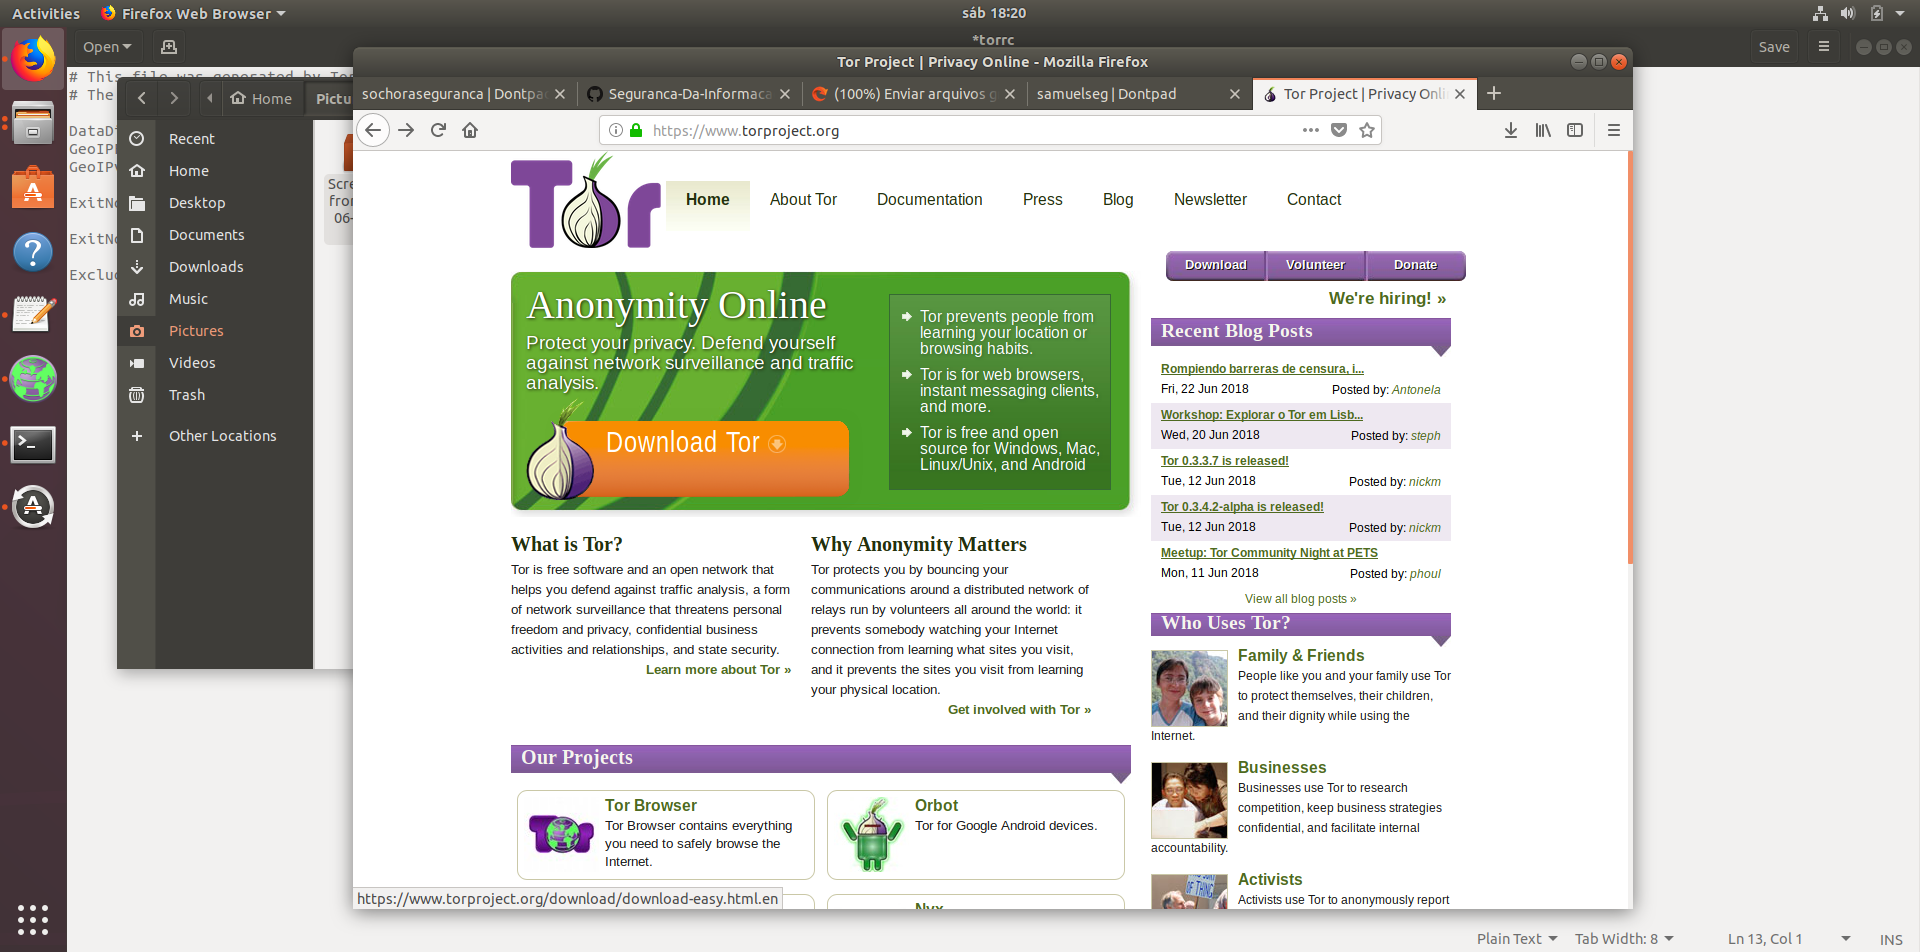 Activities
Firefox Web Browser
sáb 18:20
Open
*torrc
Save
# This file was generated by Tor
# The
GeoIPv
ExitNo
ExitNo
Exclu
Home
Recent
Home
Desktop
Documents
Downloads
Music
Pictures
Videos
Trash
Other Locations
Tor Project | Privacy Online - Mozilla Firefox
sochoraseguranca | Dontpa
Seguranca-Da-Informaca
(100%) Enviar arquivos g
samuelseg | Dontpad
Tor Project | Privacy Onli
https://www.torproject.org
Tor
Home
About Tor
Documentation
Press
Blog
Newsletter
Contact
Download
Volunteer
Donate
We're hiring! »
Anonymity Online
Protect your privacy. Defend yourself
against network surveillance and traffic
analysis.
Download Tor
Tor prevents people from
learning your location or
browsing habits.
Tor is for web browsers,
instant messaging clients,
and more.
Tor is free and open
source for Windows, Mac,
Linux/Unix, and Android
What is Tor?
Tor is free software and an open network that
helps you defend against traffic analysis, a form
of network surveillance that threatens personal
freedom and privacy, confidential business
activities and relationships, and state security.
Learn more about Tor »
Why Anonymity Matters
Tor protects you by bouncing your
communications around a distributed network of
relays run by volunteers all around the world: it
prevents somebody watching your Internet
connection from learning what sites you visit,
and it prevents the sites you visit from learning
your physical location.
Get involved with Tor »
Our Projects
Tor Browser
Tor Browser contains everything
you need to safely browse the
Internet.
Orbot
Tor for Google Android devices.
Recent Blog Posts
Rompiendo barreras de censura, i...
Fri, 22 Jun 2018
Posted by: Antonela
Workshop: Explorar o Tor em Lisb...
Wed, 20 Jun 2018
Posted by: steph
Tor 0.3.3.7 is released!
Tue, 12 Jun 2018
Posted by: nickm
Tor 0.3.4.2-alpha is released!
Tue, 12 Jun 2018
Posted by: nickm
Meetup: Tor Community Night at PETS
Mon, 11 Jun 2018
Posted by: phoul
View all blog posts »
Who Uses Tor?
Family & Friends
People like you and your family use Tor
to protect themselves, their children,
and their dignity while using the
Internet.
Businesses
Businesses use Tor to research
competition, keep business strategies
confidential, and facilitate internal
accountability.
Activists
Activists use Tor to anonymously report
https://www.torproject.org/download/download-easy.html.en
Plain Text
Tab Width: 8
Ln 13, Col 1
INS